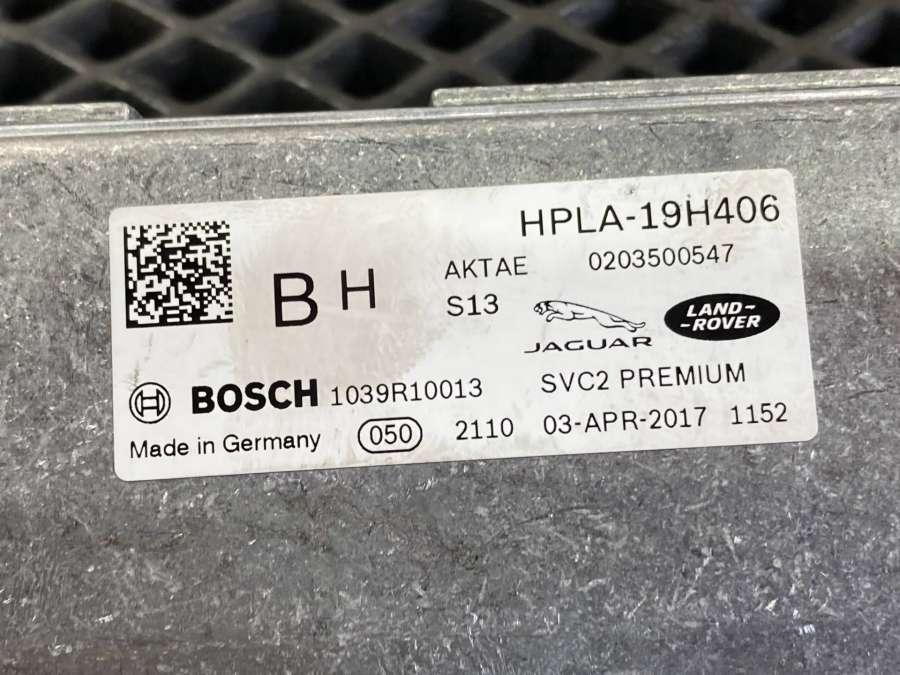 HPLA-19H406
B H AKTAE 0203500547
S13
JAGUAR LAND-
-ROVER
BOSCH 1039R10013 SVC2 PREMIUM
Made in Germany 050 2110 03-APR-2017 1152